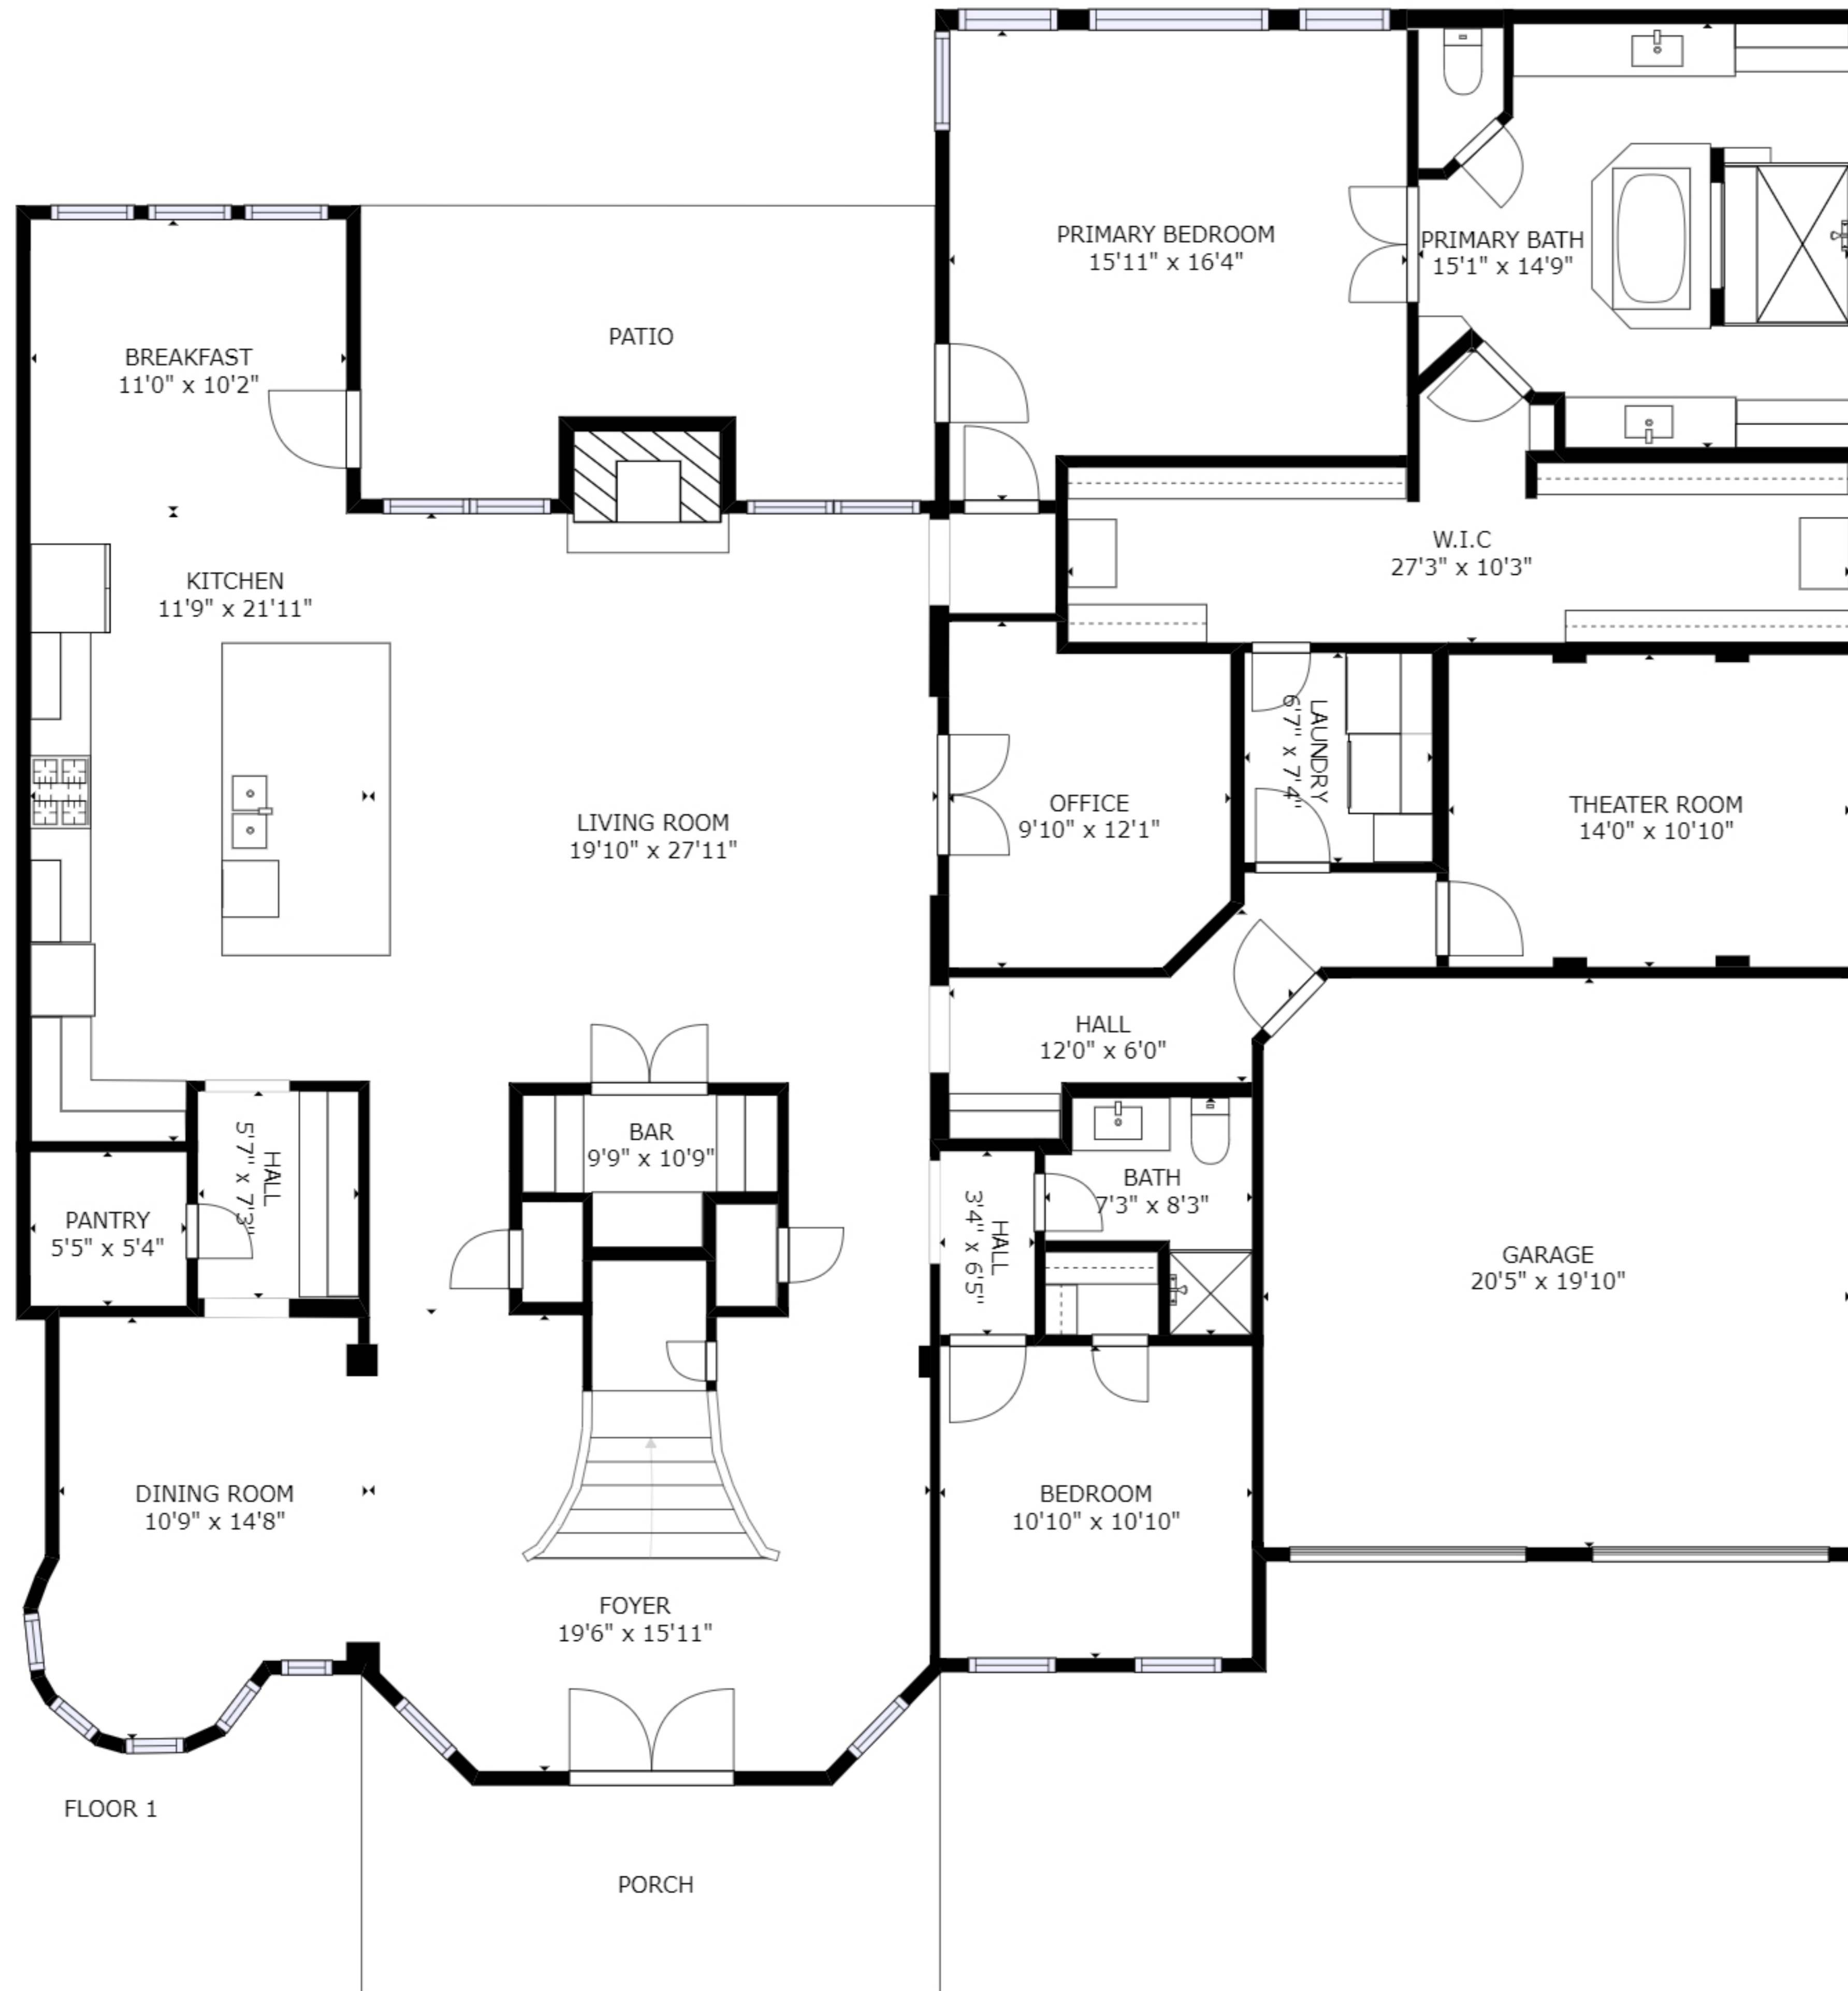 PRIMARY BEDROOM
15'11" x 16'4"
PRIMARY BATH
15'1" x 14'9"
PATIO
BREAKFAST
11'0" x 10'2"
W.I.C
27'3" x 10'3"
KITCHEN
11'9" x 21'11"
LAUNDRY
6'7" x 7'4"
LIVING ROOM
19'10" x 27'11"
OFFICE
9'10" x 12'1"
THEATER ROOM
14'0" x 10'10"
HALL
12'0" x 6'0"
BAR
9'9" x 10'9"
HALL
5'7" x 7'3"
BATH
7'3" x 8'3"
PANTRY
5'5" x 5'4"
HALL
3'4" x 6'5"
GARAGE
20'5" x 19'10"
DINING ROOM
10'9" x 14'8"
BEDROOM
10'10" x 10'10"
FOYER
19'6" x 15'11"
FLOOR 1
PORCH